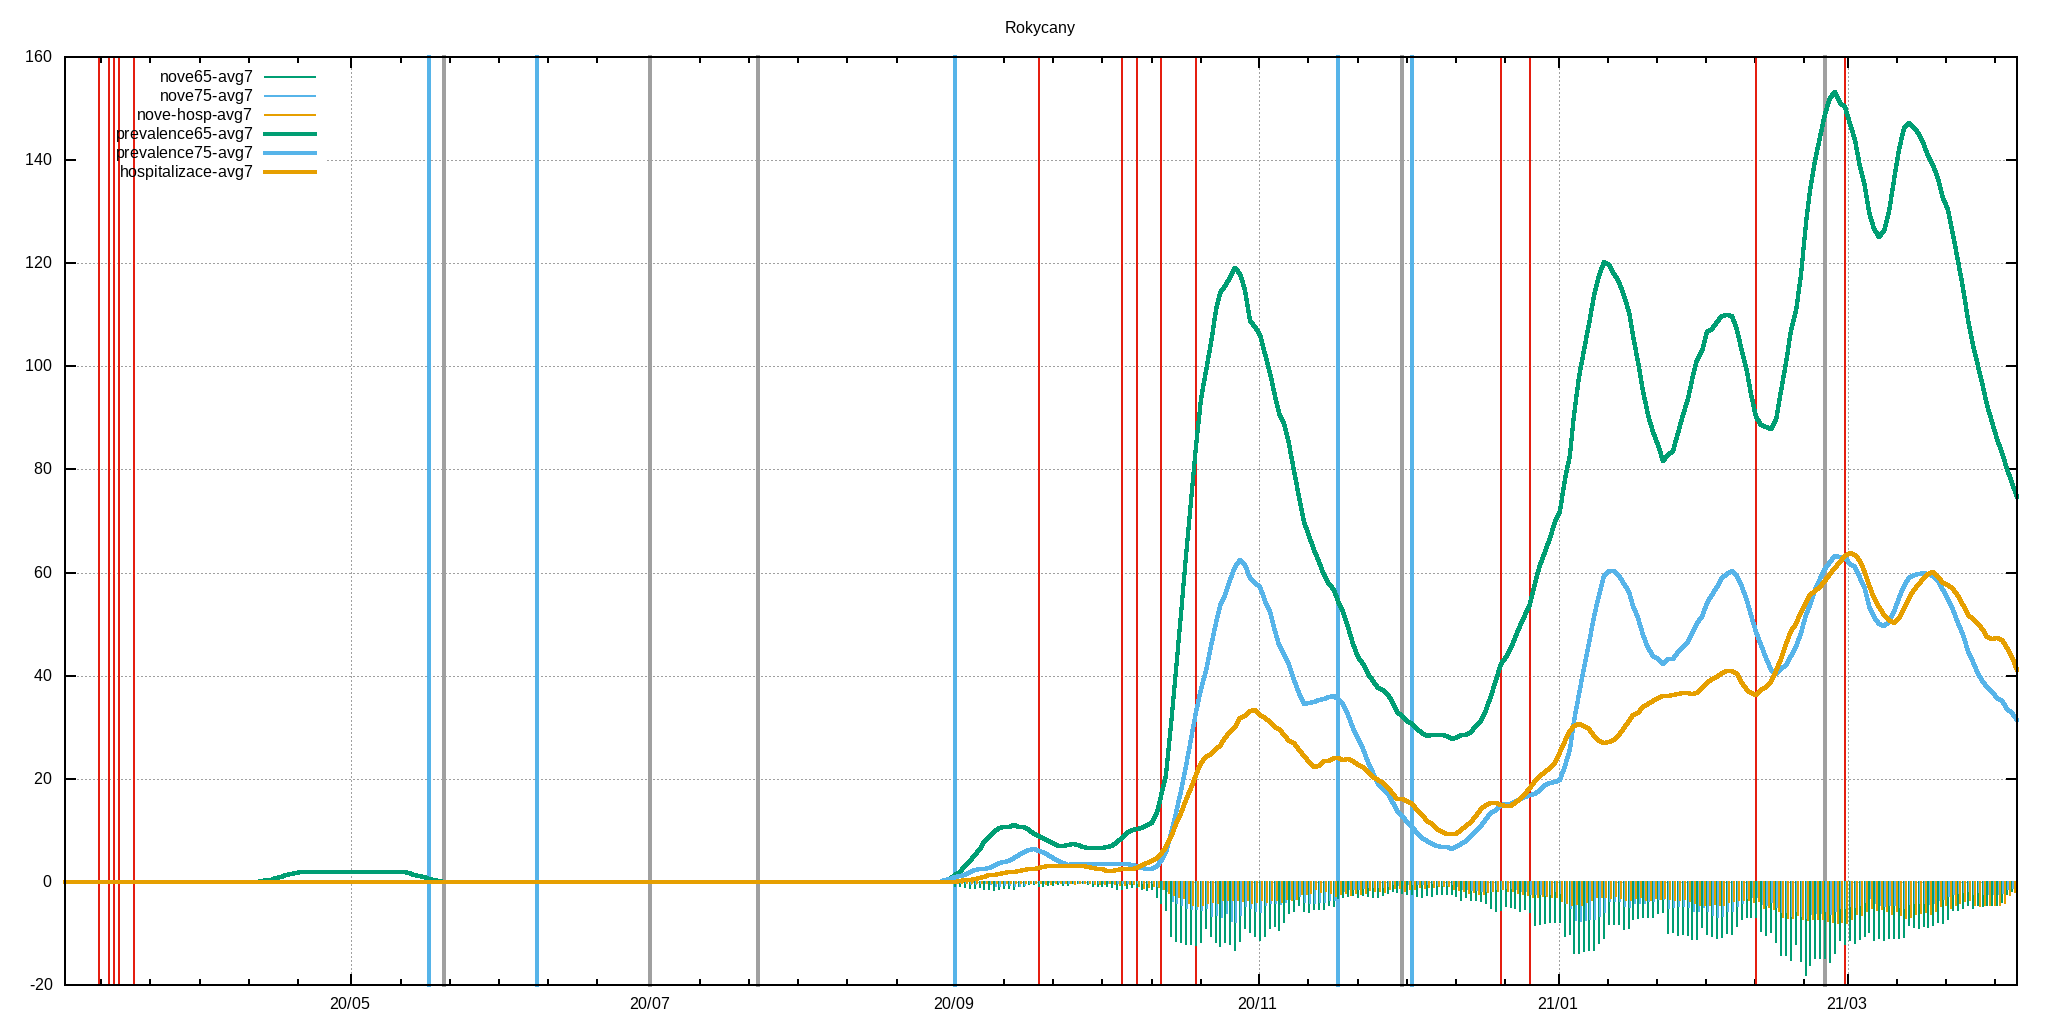 Rokycany
160
140
120
100
80
60
40
20
0
-20
nove65-avg7
nove75-avg7
nove-hosp-avg7
prevalence65-avg7
prevalence75-avg7
hospitalizace-avg7
20/05
20/07
20/09
20/11
21/01
21/03